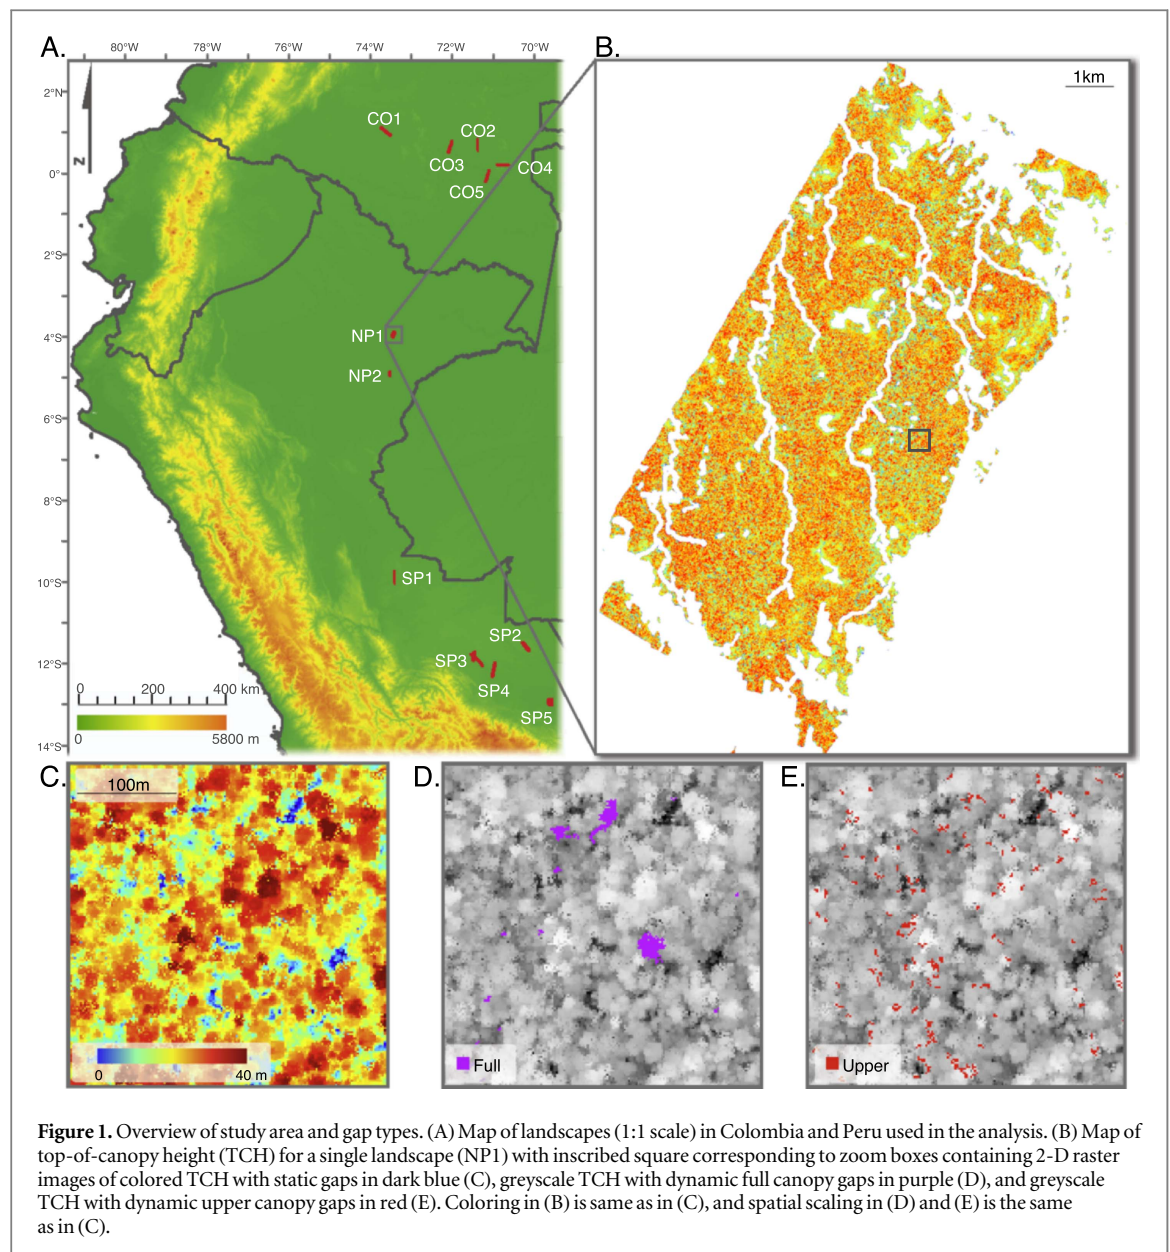 A.
B.
80°W 78°W 76°W 74°W 72°W 70°W
1km
2°N
N
0°
2°S
4°S
6°S
8°S
10°S
12°S
14°S
CO1
CO2
CO3
CO4
CO5
NP1
NP2
SP1
SP2
SP3
SP4
SP5
0 200 400 km
0 5800 m
C.
100m
0 40 m
D.
Full
E.
Upper
Figure 1. Overview of study area and gap types. (A) Map of landscapes (1:1 scale) in Colombia and Peru used in the analysis. (B) Map of
top-of-canopy height (TCH) for a single landscape (NP1) with inscribed square corresponding to zoom boxes containing 2-D raster
images of colored TCH with static gaps in dark blue (C), greyscale TCH with dynamic full canopy gaps in purple (D), and greyscale
TCH with dynamic upper canopy gaps in red (E). Coloring in (B) is same as in (C), and spatial scaling in (D) and (E) is the same
as in (C).